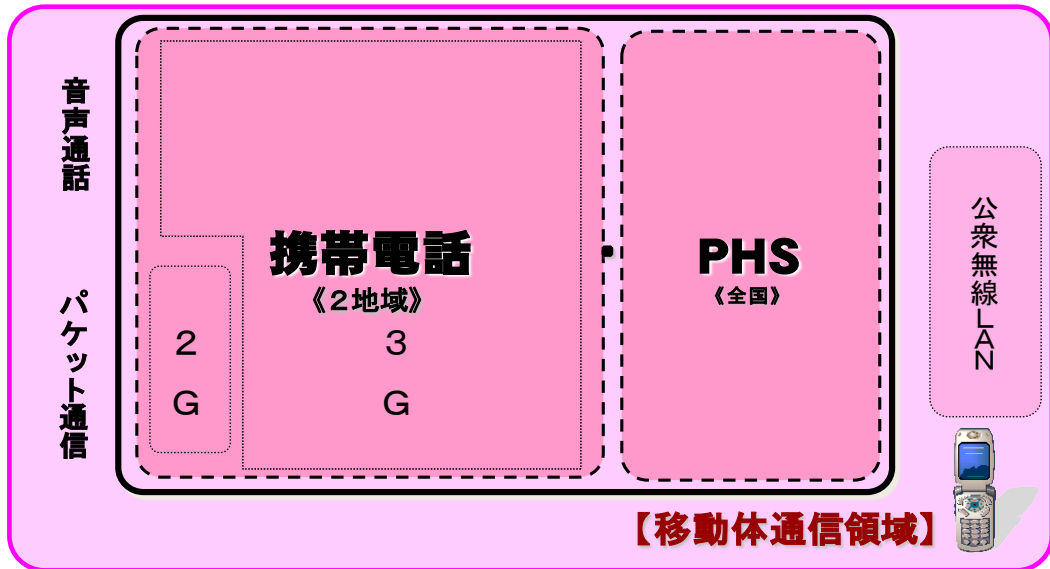 音声通話
パケット通信
携帯電話
《２地域》
２
Ｇ
３
Ｇ
・
PHS
《全国》
公衆無線ＬＡＮ
【移動体通信領域】